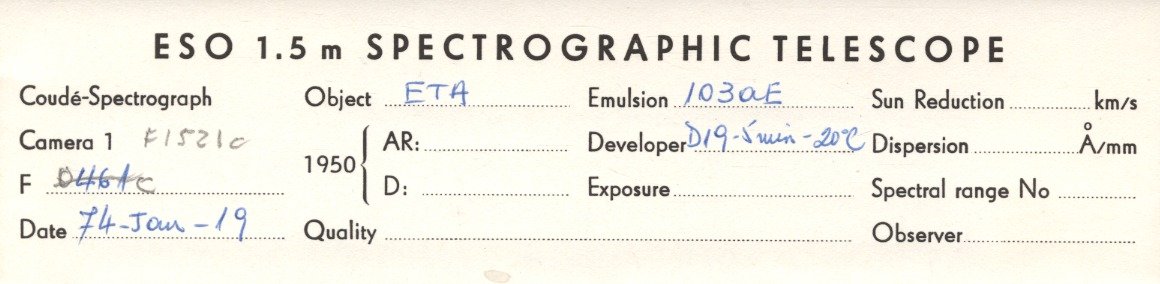 ESO 1.5 m SPECTROGRAPHIC TELESCOPE
Coudé-Spectrograph Object ETA Emulsion 103aE Sun Reduction km/s
Camera 1 F1521c 1950 { AR: Developer D19-5min-20°C Dispersion Å/mm
F D: Exposure Spectral range No
Date 74-Jan-19 Quality Observer